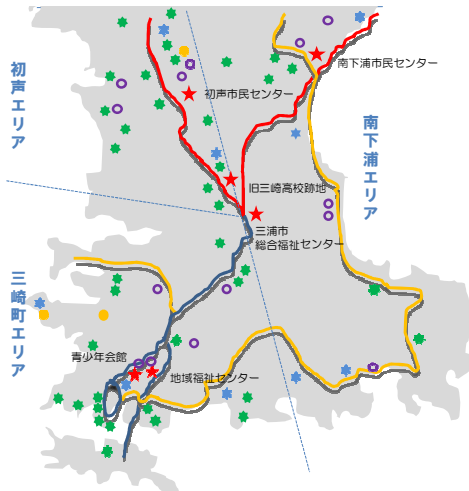 南下浦市民センター
初声エリア
初声市民センター
南下浦エリア
旧三崎高校跡地
三浦市
総合福祉センター
三崎町エリア
青少年会館
地域福祉センター